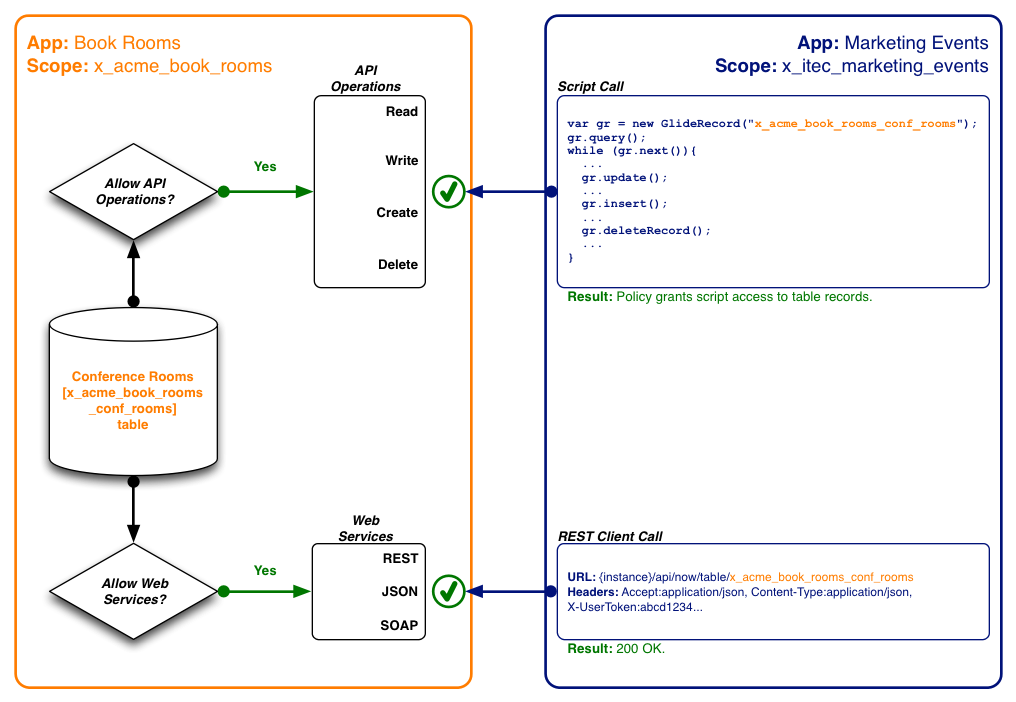 App: Book Rooms
Scope: x_acme_book_rooms
API
Operations
Read
Write
Create
Delete
Allow API
Operations?
Yes
Conference Rooms
[x_acme_book_rooms
_conf_rooms]
table
Allow Web
Services?
Yes
Web
Services
REST
JSON
SOAP
App: Marketing Events
Scope: x_itec_marketing_events
Script Call
var gr = new GlideRecord("x_acme_book_rooms_conf_rooms");
gr.query();
while (gr.next()){
...
gr.update();
...
gr.insert();
...
gr.deleteRecord();
...
}
Result: Policy grants script access to table records.
REST Client Call
URL: {instance}/api/now/table/x_acme_book_rooms_conf_rooms
Headers: Accept:application/json, Content-Type:application/json,
X-UserToken:abcd1234...
Result: 200 OK.